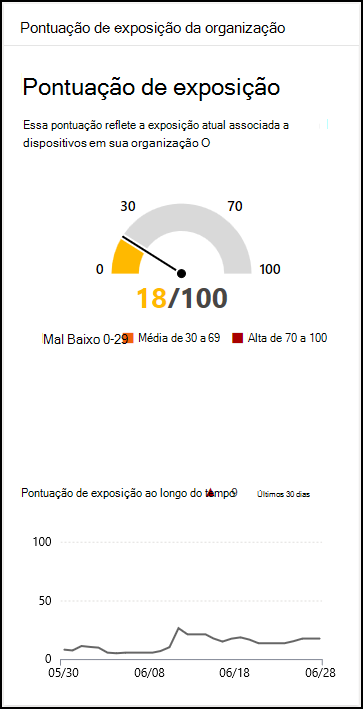 Pontuação de exposição da organização
Pontuação de exposição
Essa pontuação reflete a exposição atual associada a
dispositivos em sua organização O
30 70
0 100
18/100
Mal Baixo 0-29 Média de 30 a 69 Alta de 70 a 100
Pontuação de exposição ao longo do tempo 9 Últimos 30 dias
100
50
0
05/30 06/08 06/18 06/28